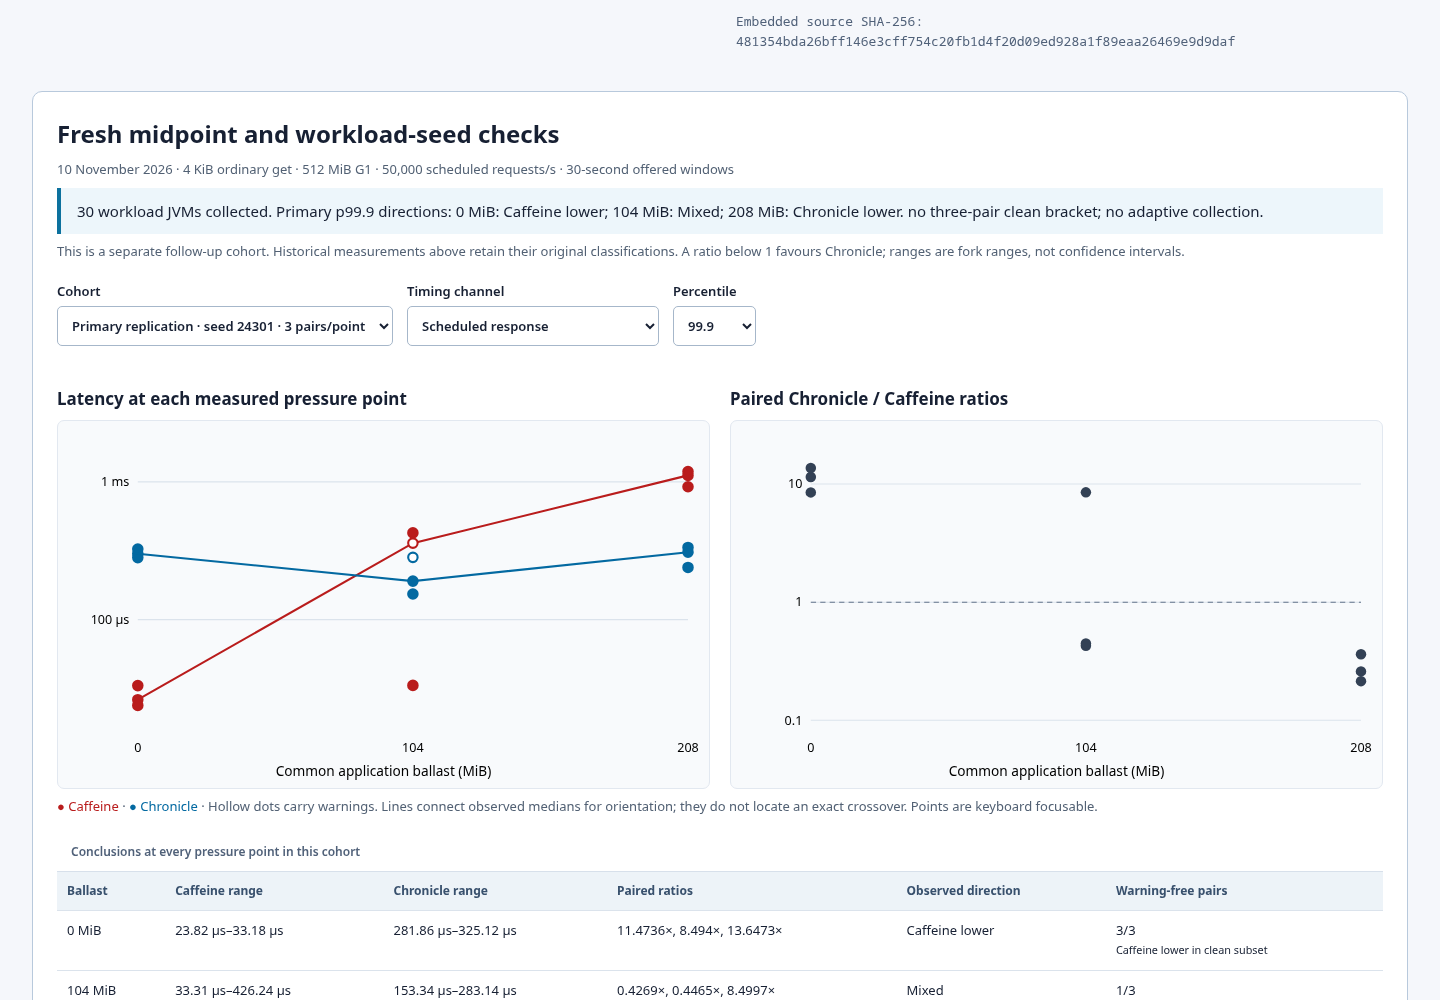 Embedded source SHA-256:
481354bda26bff146e3cff754c20fb1d4f20d09ed928a1f89eaa26469e9d9daf
Fresh midpoint and workload-seed checks
10 November 2026 · 4 KiB ordinary get · 512 MiB G1 · 50,000 scheduled requests/s · 30-second offered windows
30 workload JVMs collected. Primary p99.9 directions: 0 MiB: Caffeine lower; 104 MiB: Mixed; 208 MiB: Chronicle lower. no three-pair clean bracket; no adaptive collection.
This is a separate follow-up cohort. Historical measurements above retain their original classifications. A ratio below 1 favours Chronicle; ranges are fork ranges, not confidence intervals.
Cohort Timing channel Percentile
Primary replication · seed 24301 · 3 pairs/point Scheduled response 99.9
Latency at each measured pressure point
1 ms
100 µs
0 104 208
Common application ballast (MiB)
Paired Chronicle / Caffeine ratios
10
1
0.1
0 104 208
Common application ballast (MiB)
● Caffeine · ● Chronicle · Hollow dots carry warnings. Lines connect observed medians for orientation; they do not locate an exact crossover. Points are keyboard focusable.
Conclusions at every pressure point in this cohort
Ballast Caffeine range Chronicle range Paired ratios Observed direction Warning-free pairs
0 MiB 23.82 µs–33.18 µs 281.86 µs–325.12 µs 11.4736×, 8.494×, 13.6473× Caffeine lower 3/3
Caffeine lower in clean subset
104 MiB 33.31 µs–426.24 µs 153.34 µs–283.14 µs 0.4269×, 0.4465×, 8.4997× Mixed 1/3